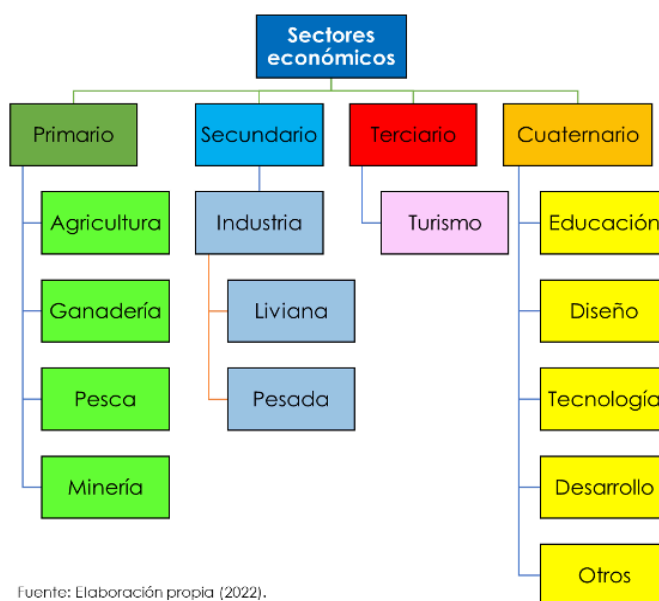 Sectores
económicos
Primario
Secundario
Terciario
Cuaternario
Agricultura
Industria
Turismo
Educación
Ganadería
Liviana
Diseño
Pesca
Pesada
Tecnología
Minería
Desarrollo
Otros
Fuente: Elaboración propia (2022).